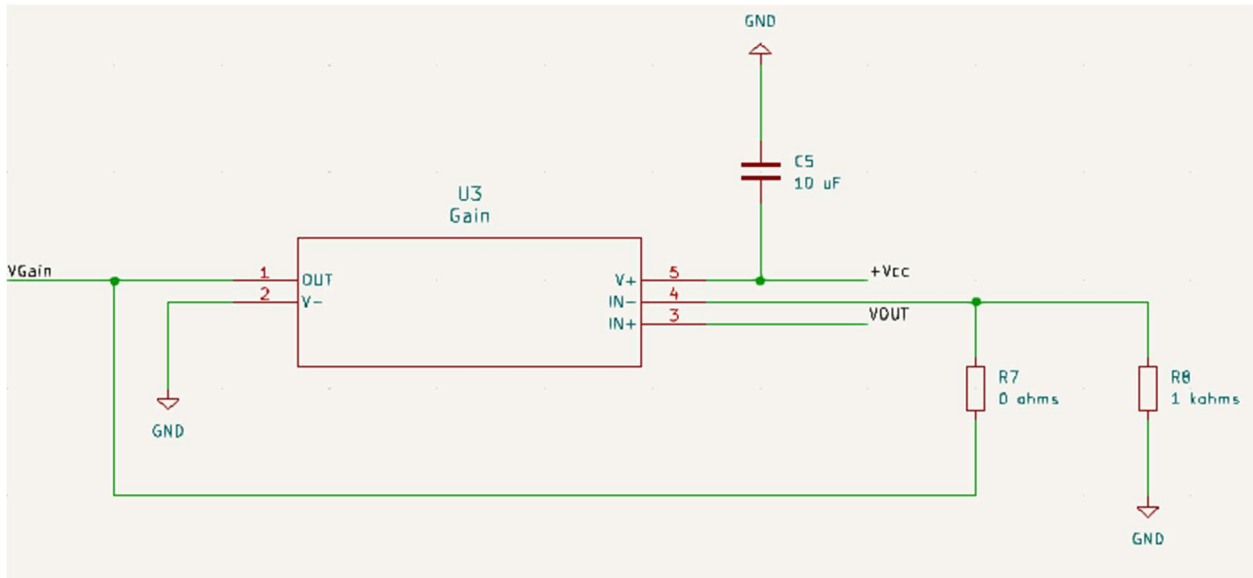 GND
C5
10 uF
U3
Gain
VGain
1
OUT
2
V-
V+
5
+Vcc
IN-
4
IN+
3
VOUT
R7
0 ohms
R8
1 kohms
GND
GND